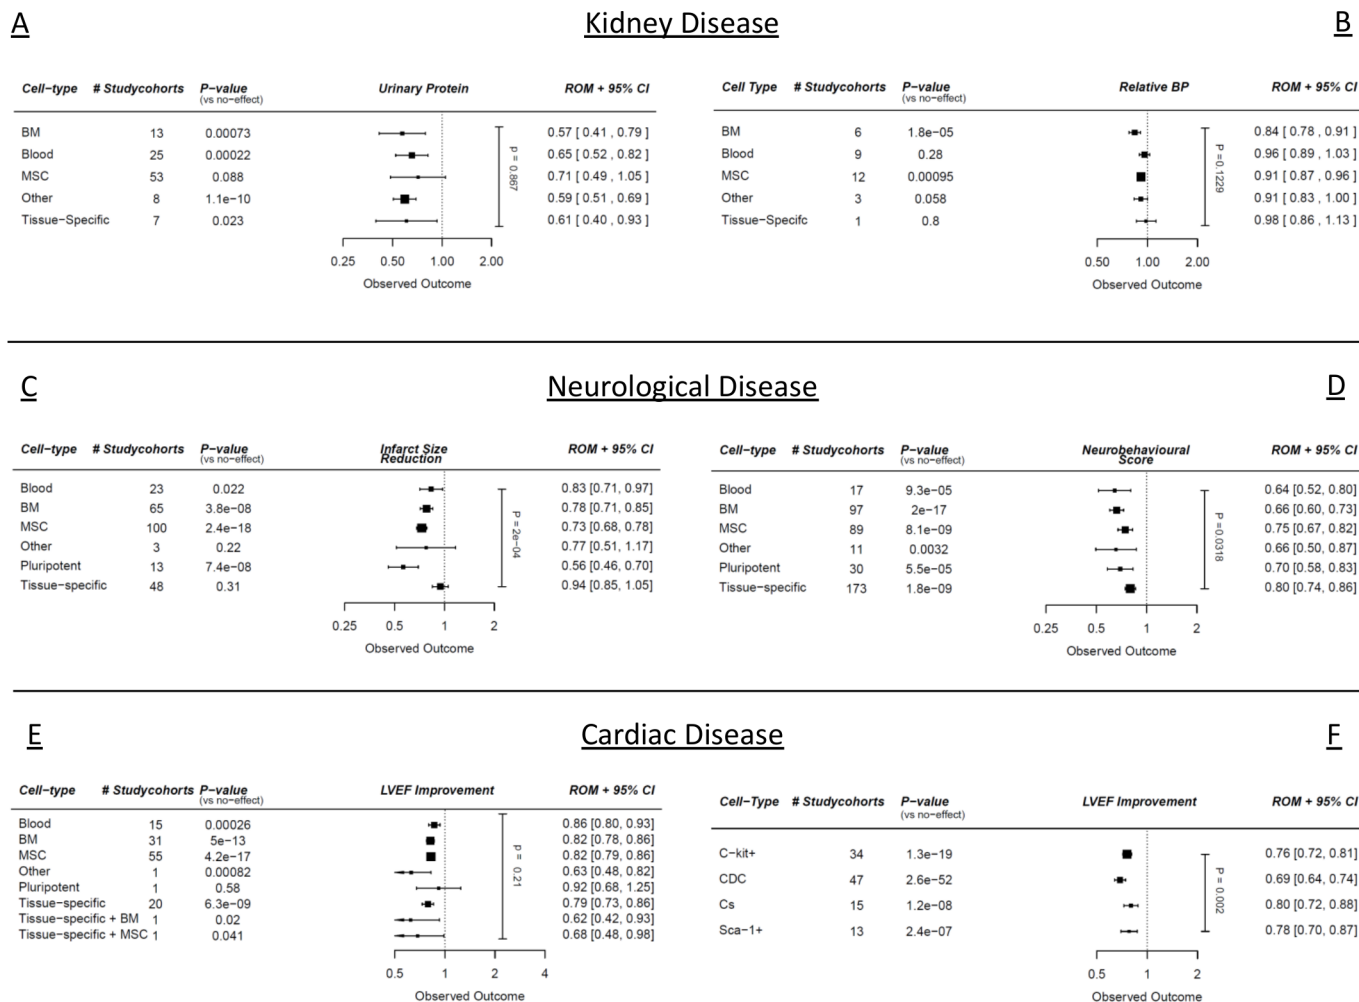 A Kidney Disease B
Cell-type # Studycohorts P-value (vs no-effect) Urinary Protein ROM + 95% CI
BM 13 0.00073 0.57 [ 0.41 , 0.79 ]
Blood 25 0.00022 0.65 [ 0.52 , 0.82 ]
MSC 53 0.088 0.71 [ 0.49 , 1.05 ]
Other 8 1.1e-10 0.59 [ 0.51 , 0.69 ]
Tissue-Specific 7 0.023 0.61 [ 0.40 , 0.93 ]
p = 0.867
0.25 0.50 1.00 2.00
Observed Outcome
Cell Type # Studycohorts P-value (vs no-effect) Relative BP ROM + 95% CI
BM 6 1.8e-05 0.84 [ 0.78 , 0.91 ]
Blood 9 0.28 0.96 [ 0.89 , 1.03 ]
MSC 12 0.00095 0.91 [ 0.87 , 0.96 ]
Other 3 0.058 0.91 [ 0.83 , 1.00 ]
Tissue-Specifc 1 0.8 0.98 [ 0.86 , 1.13 ]
P = 0.1229
0.50 1.00 2.00
Observed Outcome
C Neurological Disease D
Cell-type # Studycohorts P-value (vs no-effect) Infarct Size Reduction ROM + 95% CI
Blood 23 0.022 0.83 [0.71, 0.97]
BM 65 3.8e-08 0.78 [0.71, 0.85]
MSC 100 2.4e-18 0.73 [0.68, 0.78]
Other 3 0.22 0.77 [0.51, 1.17]
Pluripotent 13 7.4e-08 0.56 [0.46, 0.70]
Tissue-specific 48 0.31 0.94 [0.85, 1.05]
P = 2e-04
0.25 0.5 1 2
Observed Outcome
Cell-type # Studycohorts P-value (vs no-effect) Neurobehavioural Score ROM + 95% CI
Blood 17 9.3e-05 0.64 [0.52, 0.80]
BM 97 2e-17 0.66 [0.60, 0.73]
MSC 89 8.1e-09 0.75 [0.67, 0.82]
Other 11 0.0032 0.66 [0.50, 0.87]
Pluripotent 30 5.5e-05 0.70 [0.58, 0.83]
Tissue-specific 173 1.8e-09 0.80 [0.74, 0.86]
P = 0.0318
0.25 0.5 1 2
Observed Outcome
E Cardiac Disease F
Cell-type # Studycohorts P-value (vs no-effect) LVEF Improvement ROM + 95% CI
Blood 15 0.00026 0.86 [0.80, 0.93]
BM 31 5e-13 0.82 [0.78, 0.86]
MSC 55 4.2e-17 0.82 [0.79, 0.86]
Other 1 0.00082 0.63 [0.48, 0.82]
Pluripotent 1 0.58 0.92 [0.68, 1.25]
Tissue-specific 20 6.3e-09 0.79 [0.73, 0.86]
Tissue-specific + BM 1 0.02 0.62 [0.42, 0.93]
Tissue-specific + MSC 1 0.041 0.68 [0.48, 0.98]
p = 0.21
0.5 1 2 4
Observed Outcome
Cell-Type # Studycohorts P-value (vs no-effect) LVEF Improvement ROM + 95% CI
C-kit+ 34 1.3e-19 0.76 [0.72, 0.81]
CDC 47 2.6e-52 0.69 [0.64, 0.74]
Cs 15 1.2e-08 0.80 [0.72, 0.88]
Sca-1+ 13 2.4e-07 0.78 [0.70, 0.87]
P = 0.002
0.5 1 2
Observed Outcome